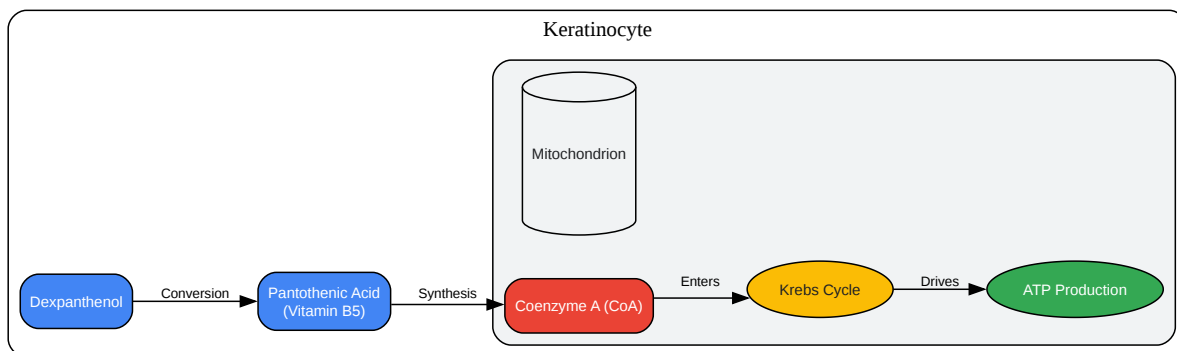 Keratinocyte
Mitochondrion
Dexpanthenol
Conversion
Pantothenic Acid
(Vitamin B5)
Synthesis
Coenzyme A (CoA)
Enters
Krebs Cycle
Drives
ATP Production